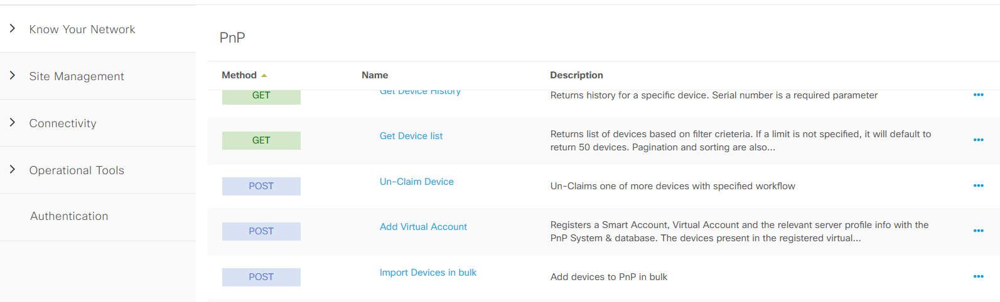 Know Your Network
Site Management
Connectivity
Operational Tools
Authentication
PnP
Method Name Description
GET Get Device History Returns history for a specific device. Serial number is a required parameter
GET Get Device list Returns list of devices based on filter crieteria. If a limit is not specified, it will default to
return 50 devices. Pagination and sorting are also...
POST Un-Claim Device Un-Claims one of more devices with specified workflow
POST Add Virtual Account Registers a Smart Account, Virtual Account and the relevant server profile info with the
PnP System & database. The devices present in the registered virtual...
POST Import Devices in bulk Add devices to PnP in bulk